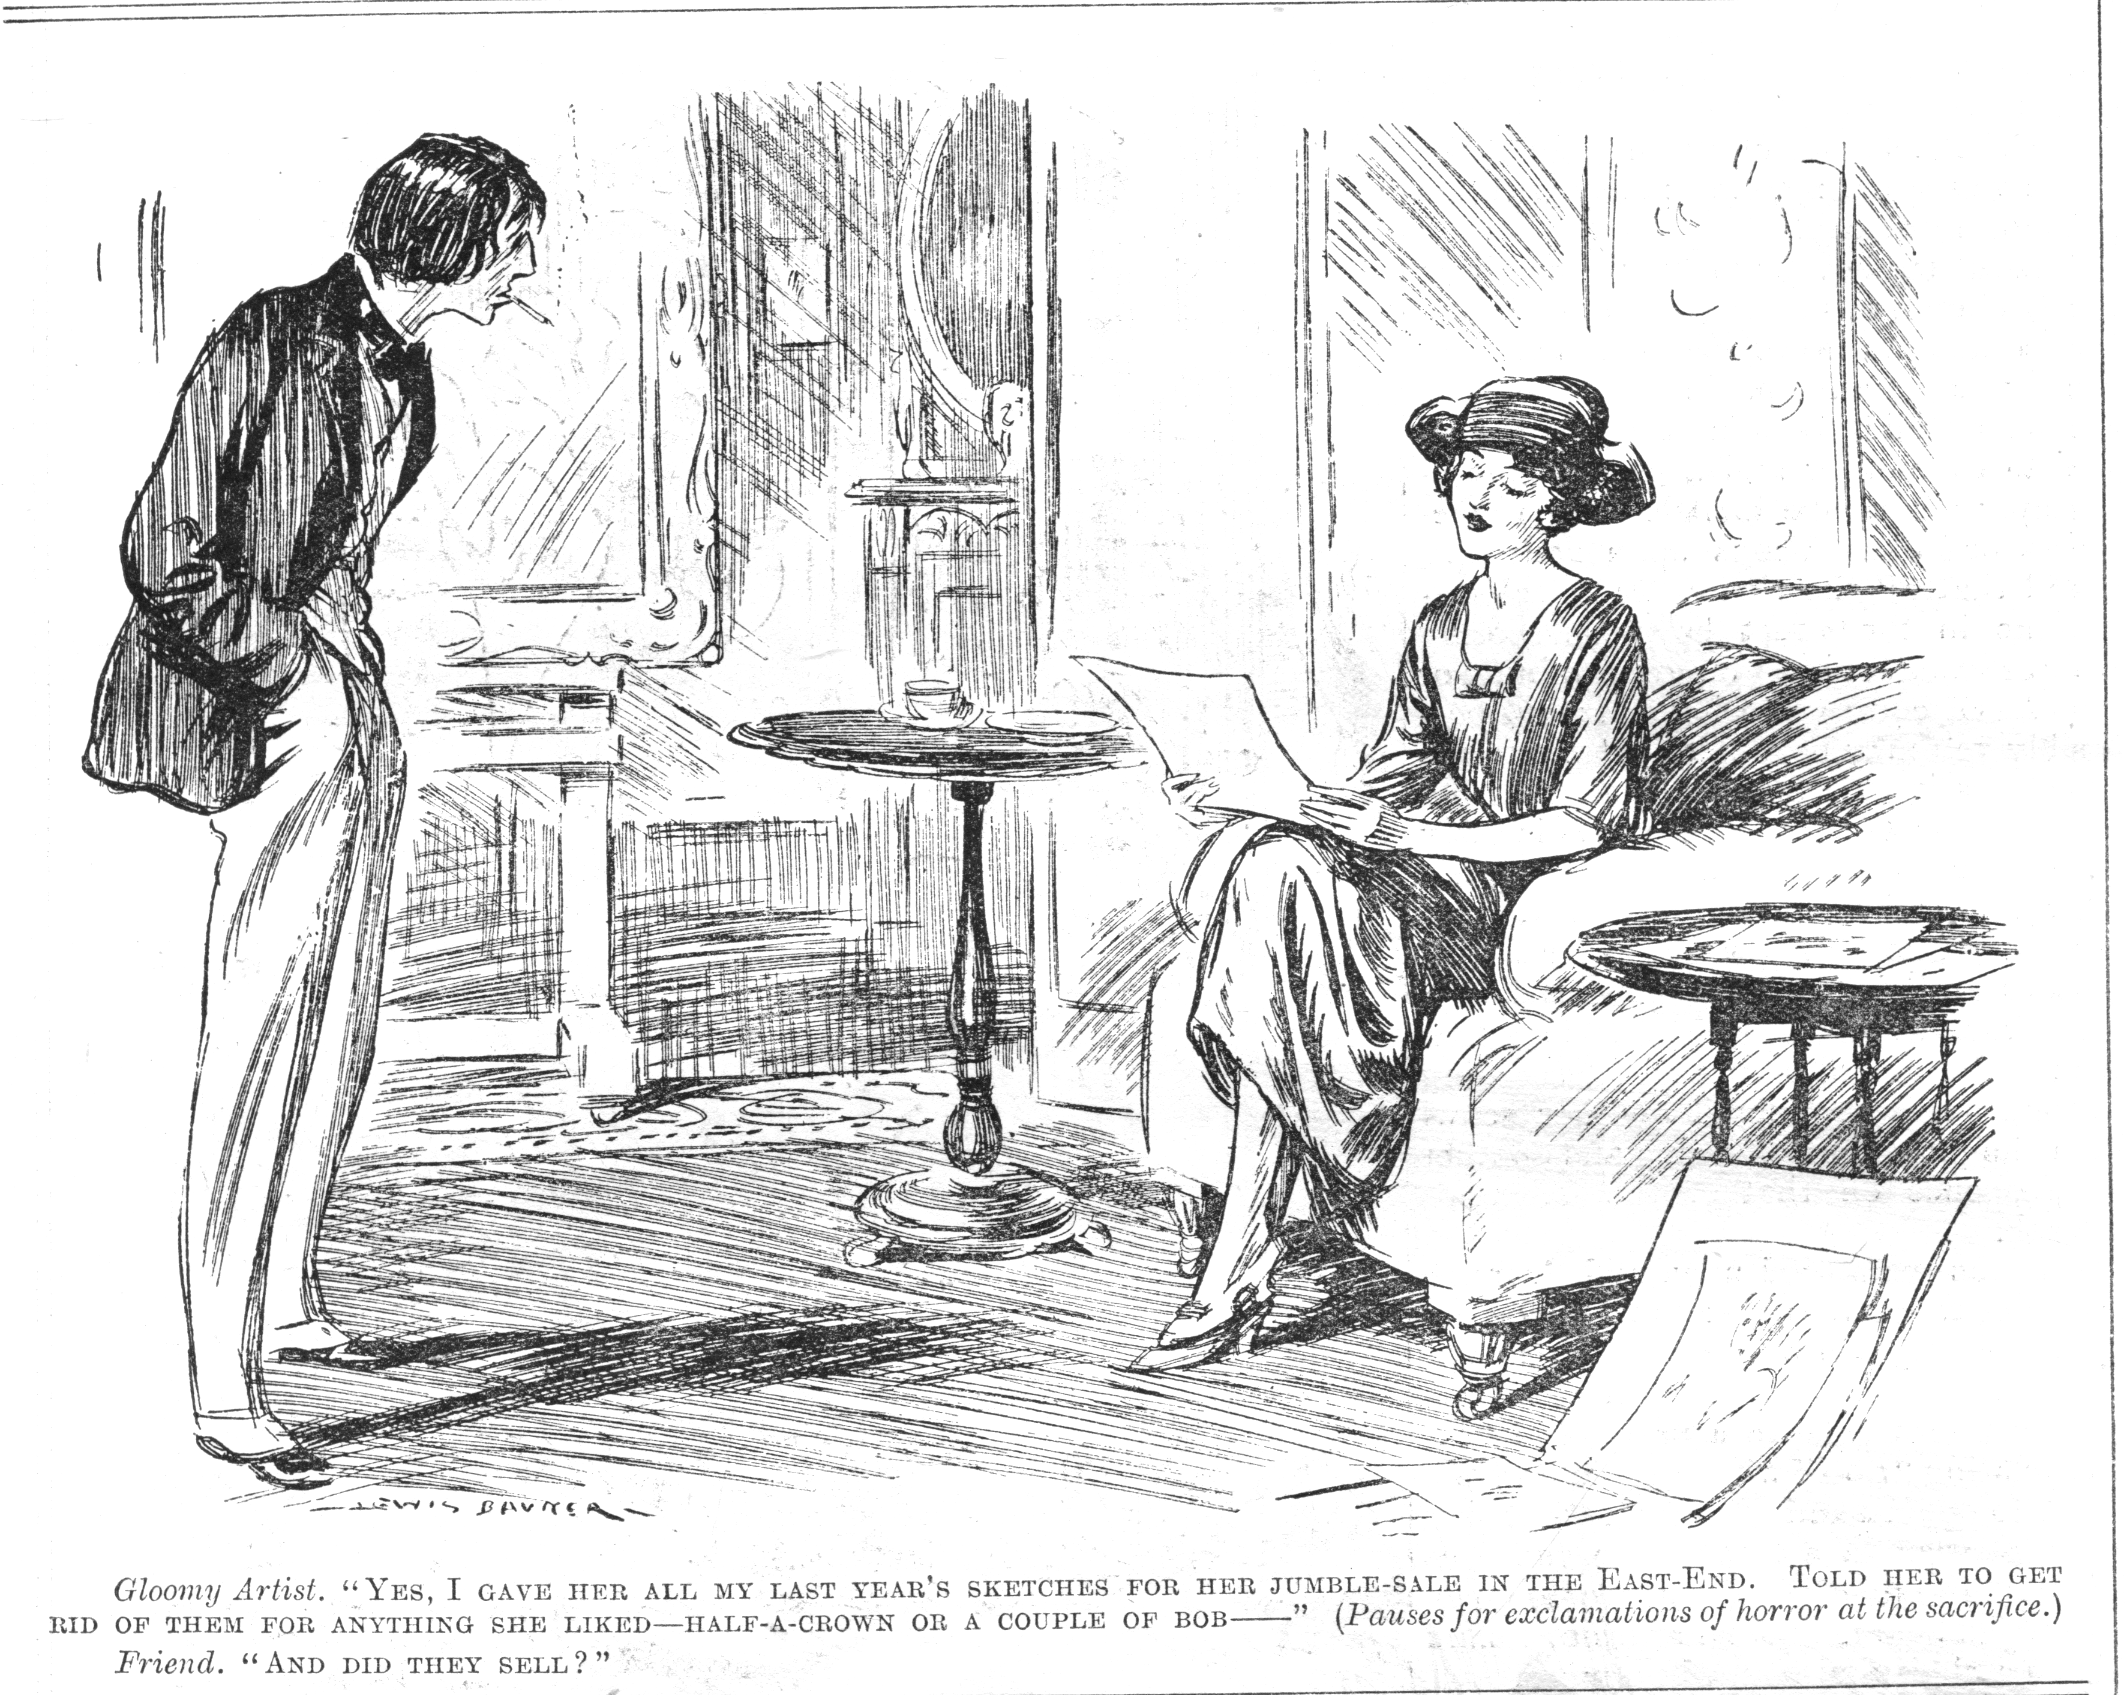 LEWIS BAUMER
Gloomy Artist. "YES, I GAVE HER ALL MY LAST YEAR'S SKETCHES FOR HER JUMBLE-SALE IN THE EAST-END. TOLD HER TO GET
RID OF THEM FOR ANYTHING SHE LIKED—HALF-A-CROWN OR A COUPLE OF BOB——" (Pauses for exclamations of horror at the sacrifice.)
Friend. "AND DID THEY SELL?"